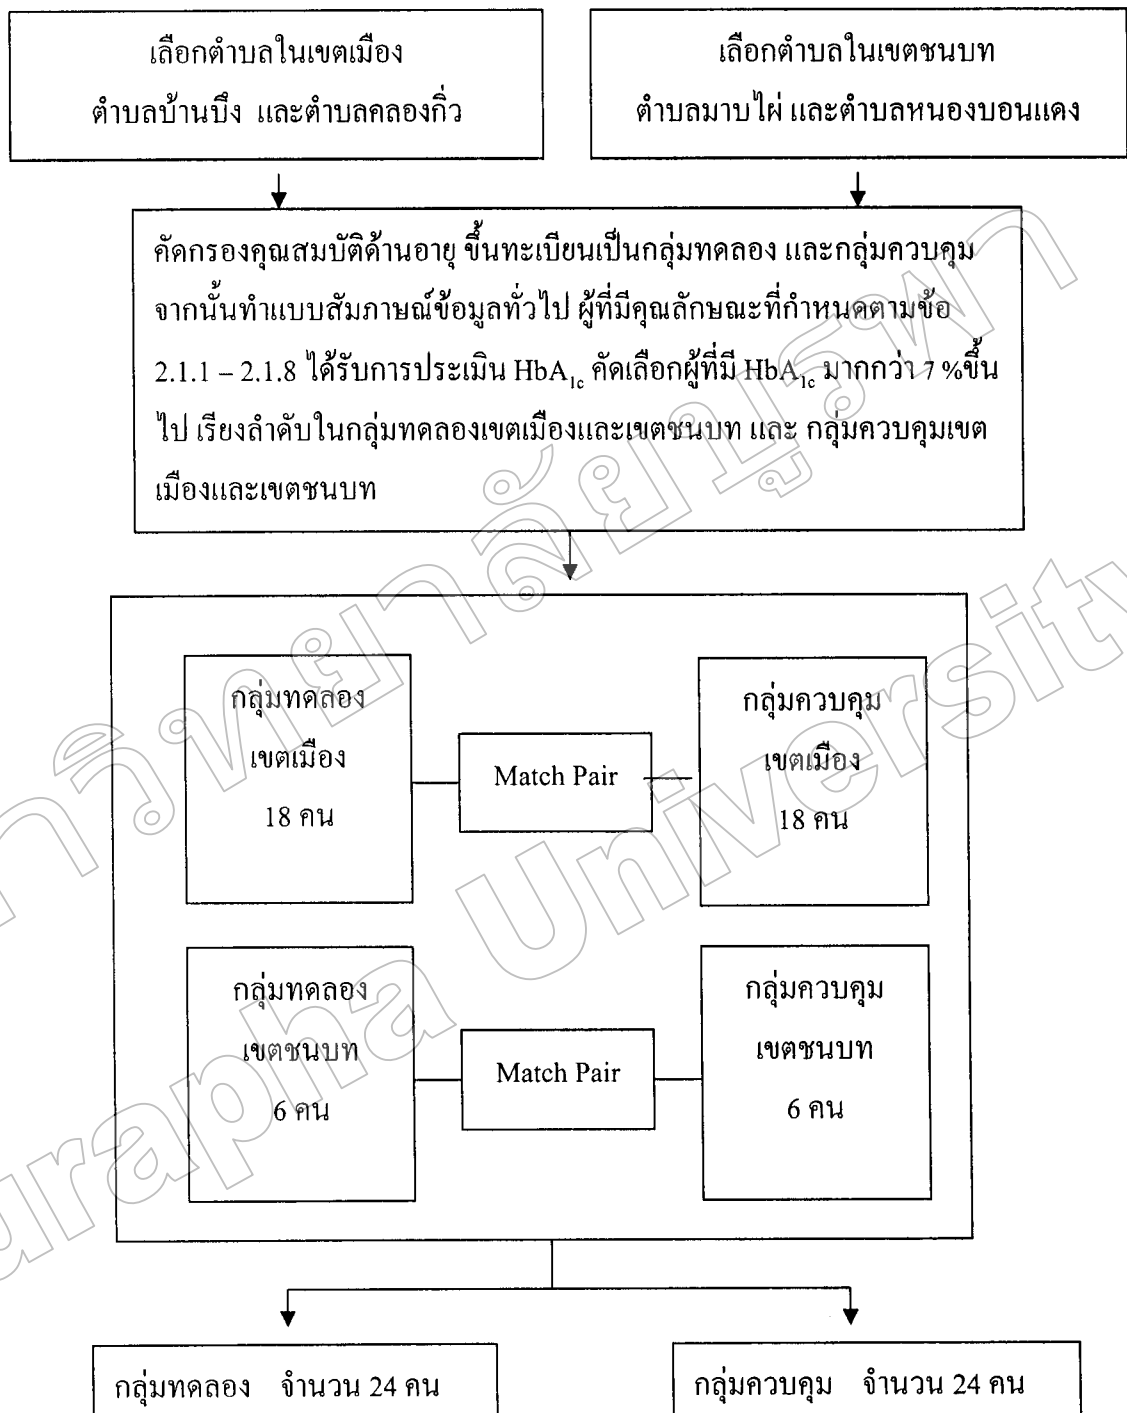 เลือกตำบลในเขตเมือง
ตำบลบ้านบึง และตำบลคลองกิ่ว
เลือกตำบลในเขตชนบท
ตำบลมาบไผ่ และตำบลหนองบอนแดง
คัดกรองคุณสมบัติด้านอายุ ขึ้นทะเบียนเป็นกลุ่มทดลอง และกลุ่มควบคุม
จากนั้นทำแบบสัมภาษณ์ข้อมูลทั่วไป ผู้ที่มีคุณลักษณะที่กำหนดตามข้อ
2.1.1 – 2.1.8 ได้รับการประเมิน HbA1c คัดเลือกผู้ที่มี HbA1c มากกว่า 7 %ขึ้น
ไป เรียงลำดับในกลุ่มทดลองเขตเมืองและเขตชนบท และ กลุ่มควบคุมเขต
เมืองและเขตชนบท
กลุ่มทดลอง
เขตเมือง
18 คน
Match Pair
กลุ่มควบคุม
เขตเมือง
18 คน
กลุ่มทดลอง
เขตชนบท
6 คน
Match Pair
กลุ่มควบคุม
เขตชนบท
6 คน
กลุ่มทดลอง จำนวน 24 คน
กลุ่มควบคุม จำนวน 24 คน
าวิทยาลัยบูรพา
urapha University